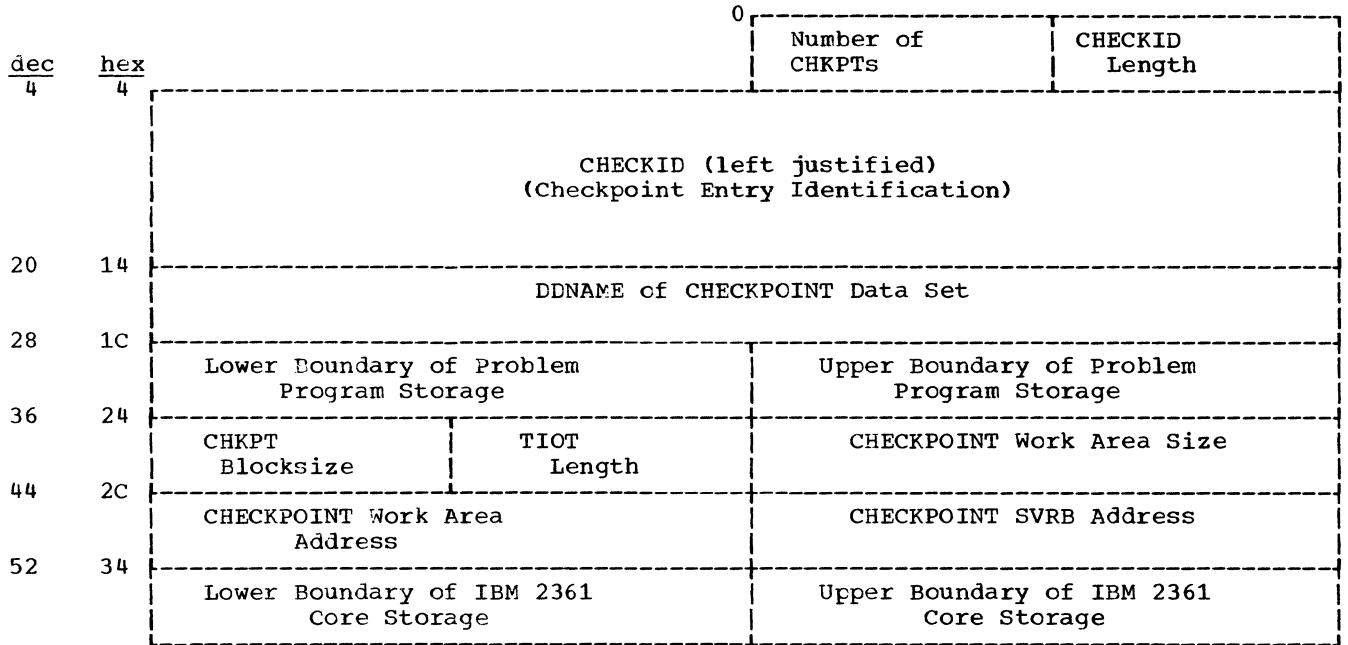 0
Number of CHKPTs
CHECKID Length
dec hex
4 4
CHECKID (left justified)
(Checkpoint Entry Identification)
20 14
DDNAME of CHECKPOINT Data Set
28 1C
Lower Boundary of Problem Program Storage
Upper Boundary of Problem Program Storage
36 24
CHKPT Blocksize
TIOT Length
CHECKPOINT Work Area Size
44 2C
CHECKPOINT Work Area Address
CHECKPOINT SVRB Address
52 34
Lower Boundary of IBM 2361 Core Storage
Upper Boundary of IBM 2361 Core Storage